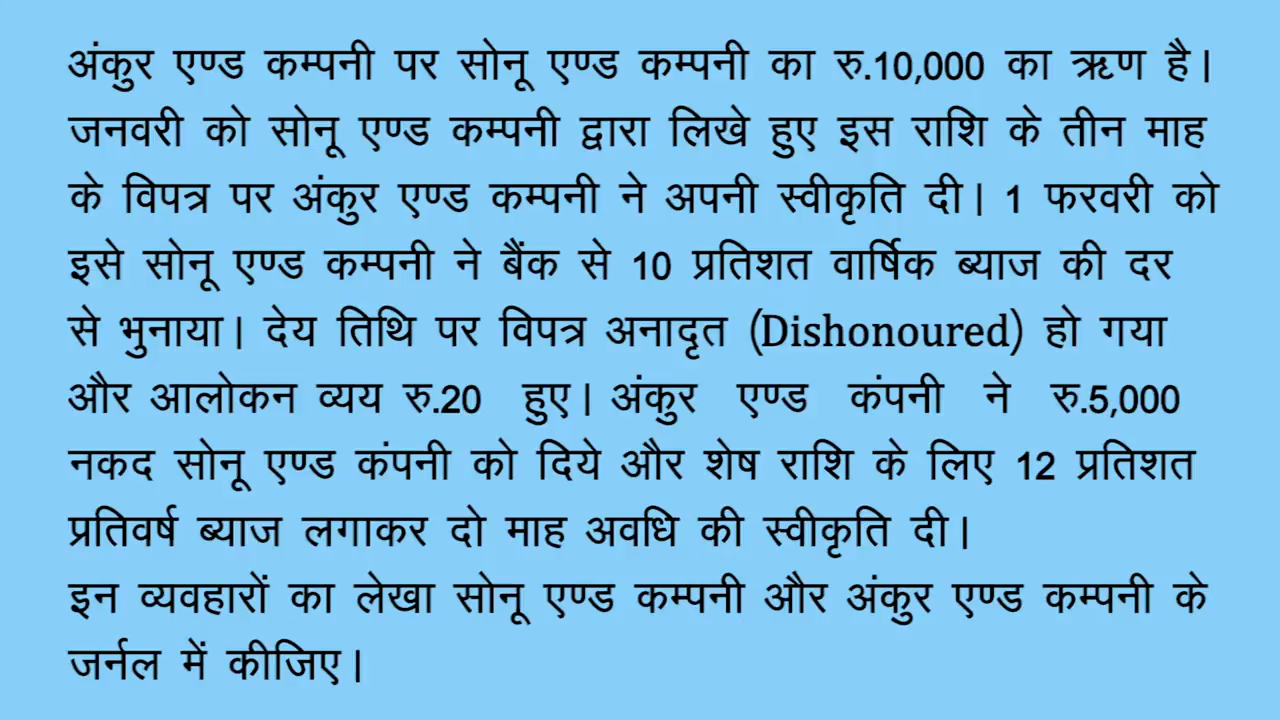 अंकुर एण्ड कम्पनी पर सोनू एण्ड कम्पनी का रु.10,000 का ऋण है।
जनवरी को सोनू एण्ड कम्पनी द्वारा लिखे हुए इस राशि के तीन माह
के विपत्र पर अंकुर एण्ड कम्पनी ने अपनी स्वीकृति दी। 1 फरवरी को
इसे सोनू एण्ड कम्पनी ने बैंक से 10 प्रतिशत वार्षिक ब्याज की दर
से भुनाया। देय तिथि पर विपत्र अनादृत (Dishonoured) हो गया
और आलोकन व्यय रु.20 हुए। अंकुर एण्ड कंपनी ने रु.5,000
नकद सोनू एण्ड कंपनी को दिये और शेष राशि के लिए 12 प्रतिशत
प्रतिवर्ष ब्याज लगाकर दो माह अवधि की स्वीकृति दी।
इन व्यवहारों का लेखा सोनू एण्ड कम्पनी और अंकुर एण्ड कम्पनी के
जर्नल में कीजिए।